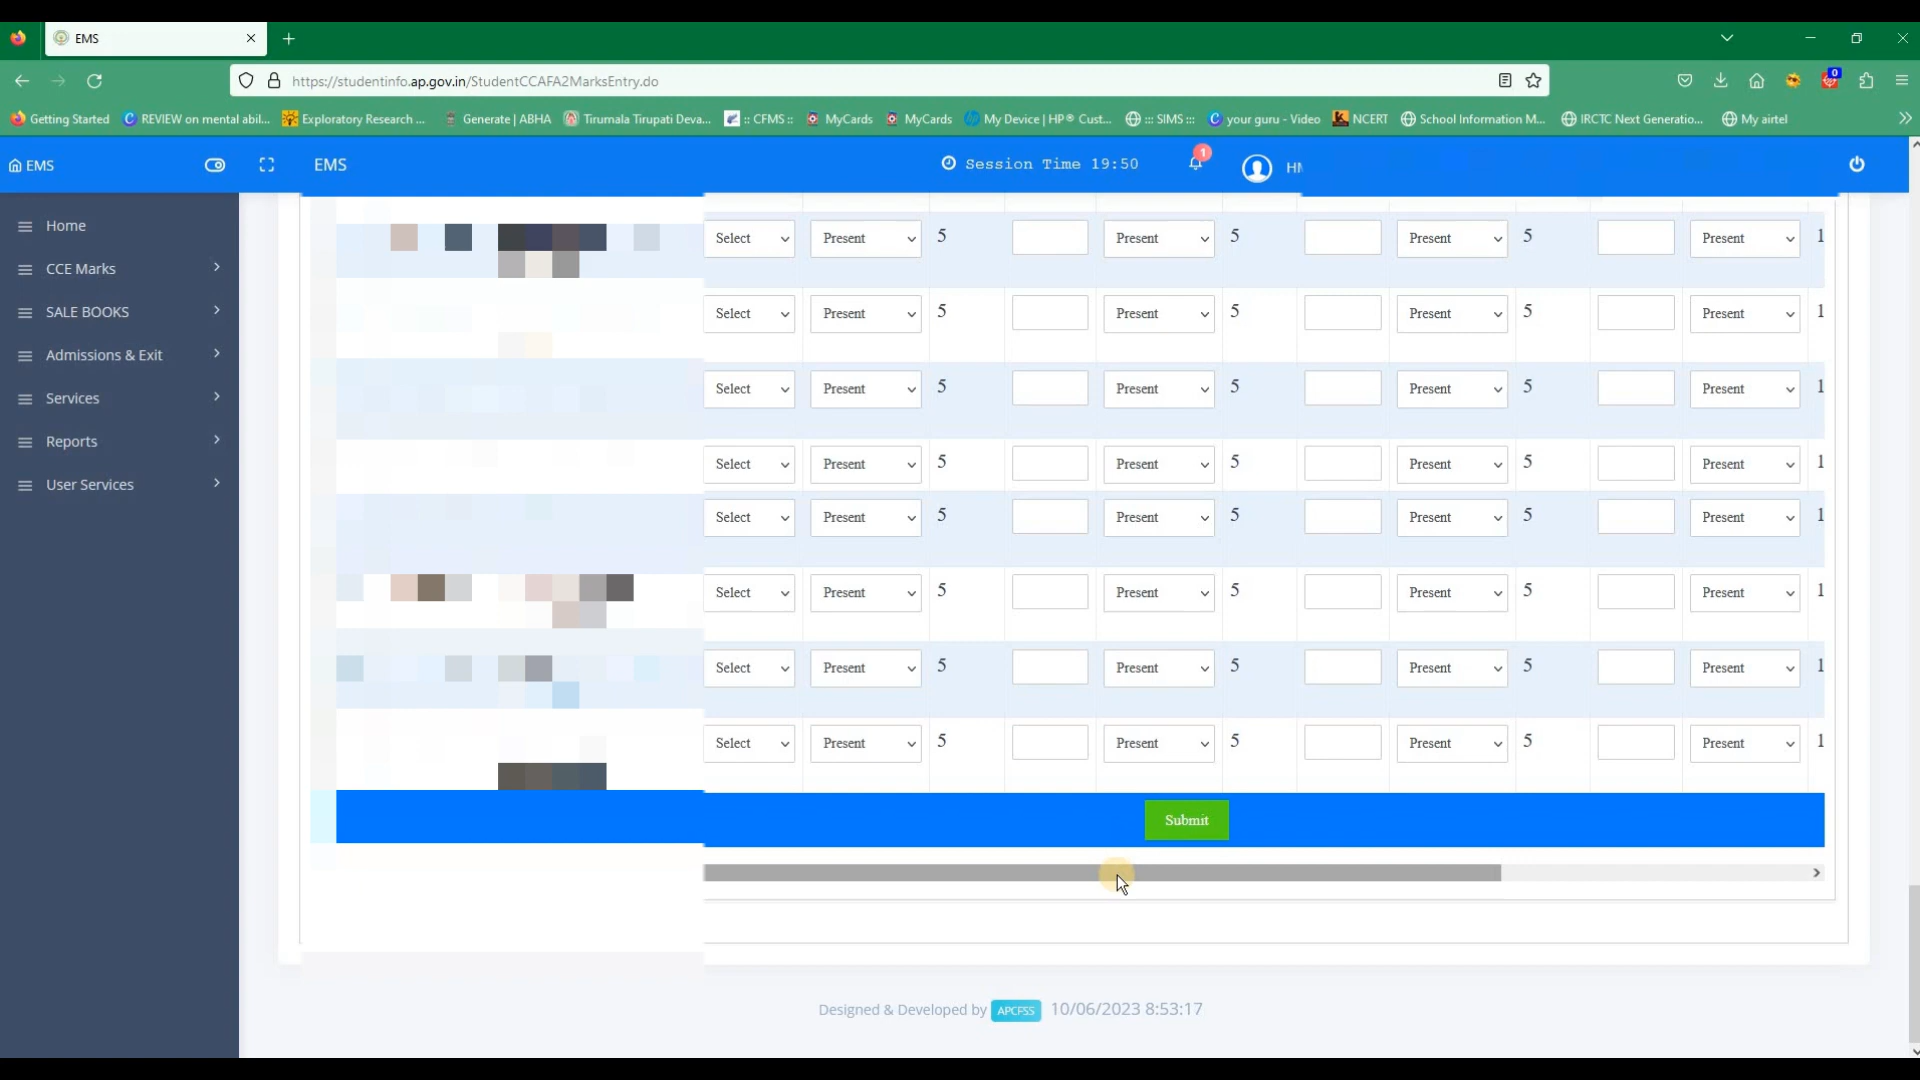 EMS
https://studentinfo.ap.gov.in/StudentCCAFA2MarksEntry.do
0
Getting Started REVIEW on mental abil... Exploratory Research ... Generate | ABHA Tirumala Tirupati Deva... :: CFMS :: MyCards MyCards My Device | HP® Cust... ::: SIMS ::: your guru - Video NCERT School Information M... IRCTC Next Generatio... My airtel
EMS EMS Session Time 19:50 1 HM
Home
CCE Marks
SALE BOOKS
Admissions & Exit
Services
Reports
User Services
Select Present 5 Present 5 Present 5 Present 1
Select Present 5 Present 5 Present 5 Present 1
Select Present 5 Present 5 Present 5 Present 1
Select Present 5 Present 5 Present 5 Present 1
Select Present 5 Present 5 Present 5 Present 1
Select Present 5 Present 5 Present 5 Present 1
Select Present 5 Present 5 Present 5 Present 1
Select Present 5 Present 5 Present 5 Present 1
Submit
Designed & Developed by APCFSS 10/06/2023 8:53:17